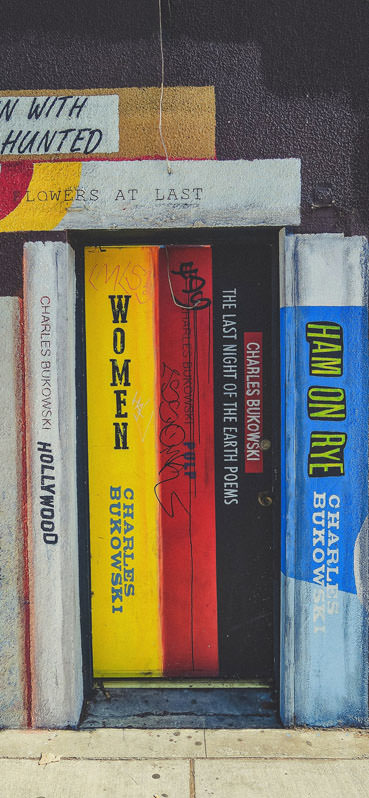 N WITH
HUNTED
FLOWERS AT LAST
CHARLES BUKOWSKI
HOLLYWOOD
WOMEN
CHARLES
BUKOWSKI
CHARLES BUKOWSKI
PULP
THE LAST NIGHT OF THE EARTH POEMS
CHARLES BUKOWSKI
HAM ON RYE
CHARLES
BUKOWSKI